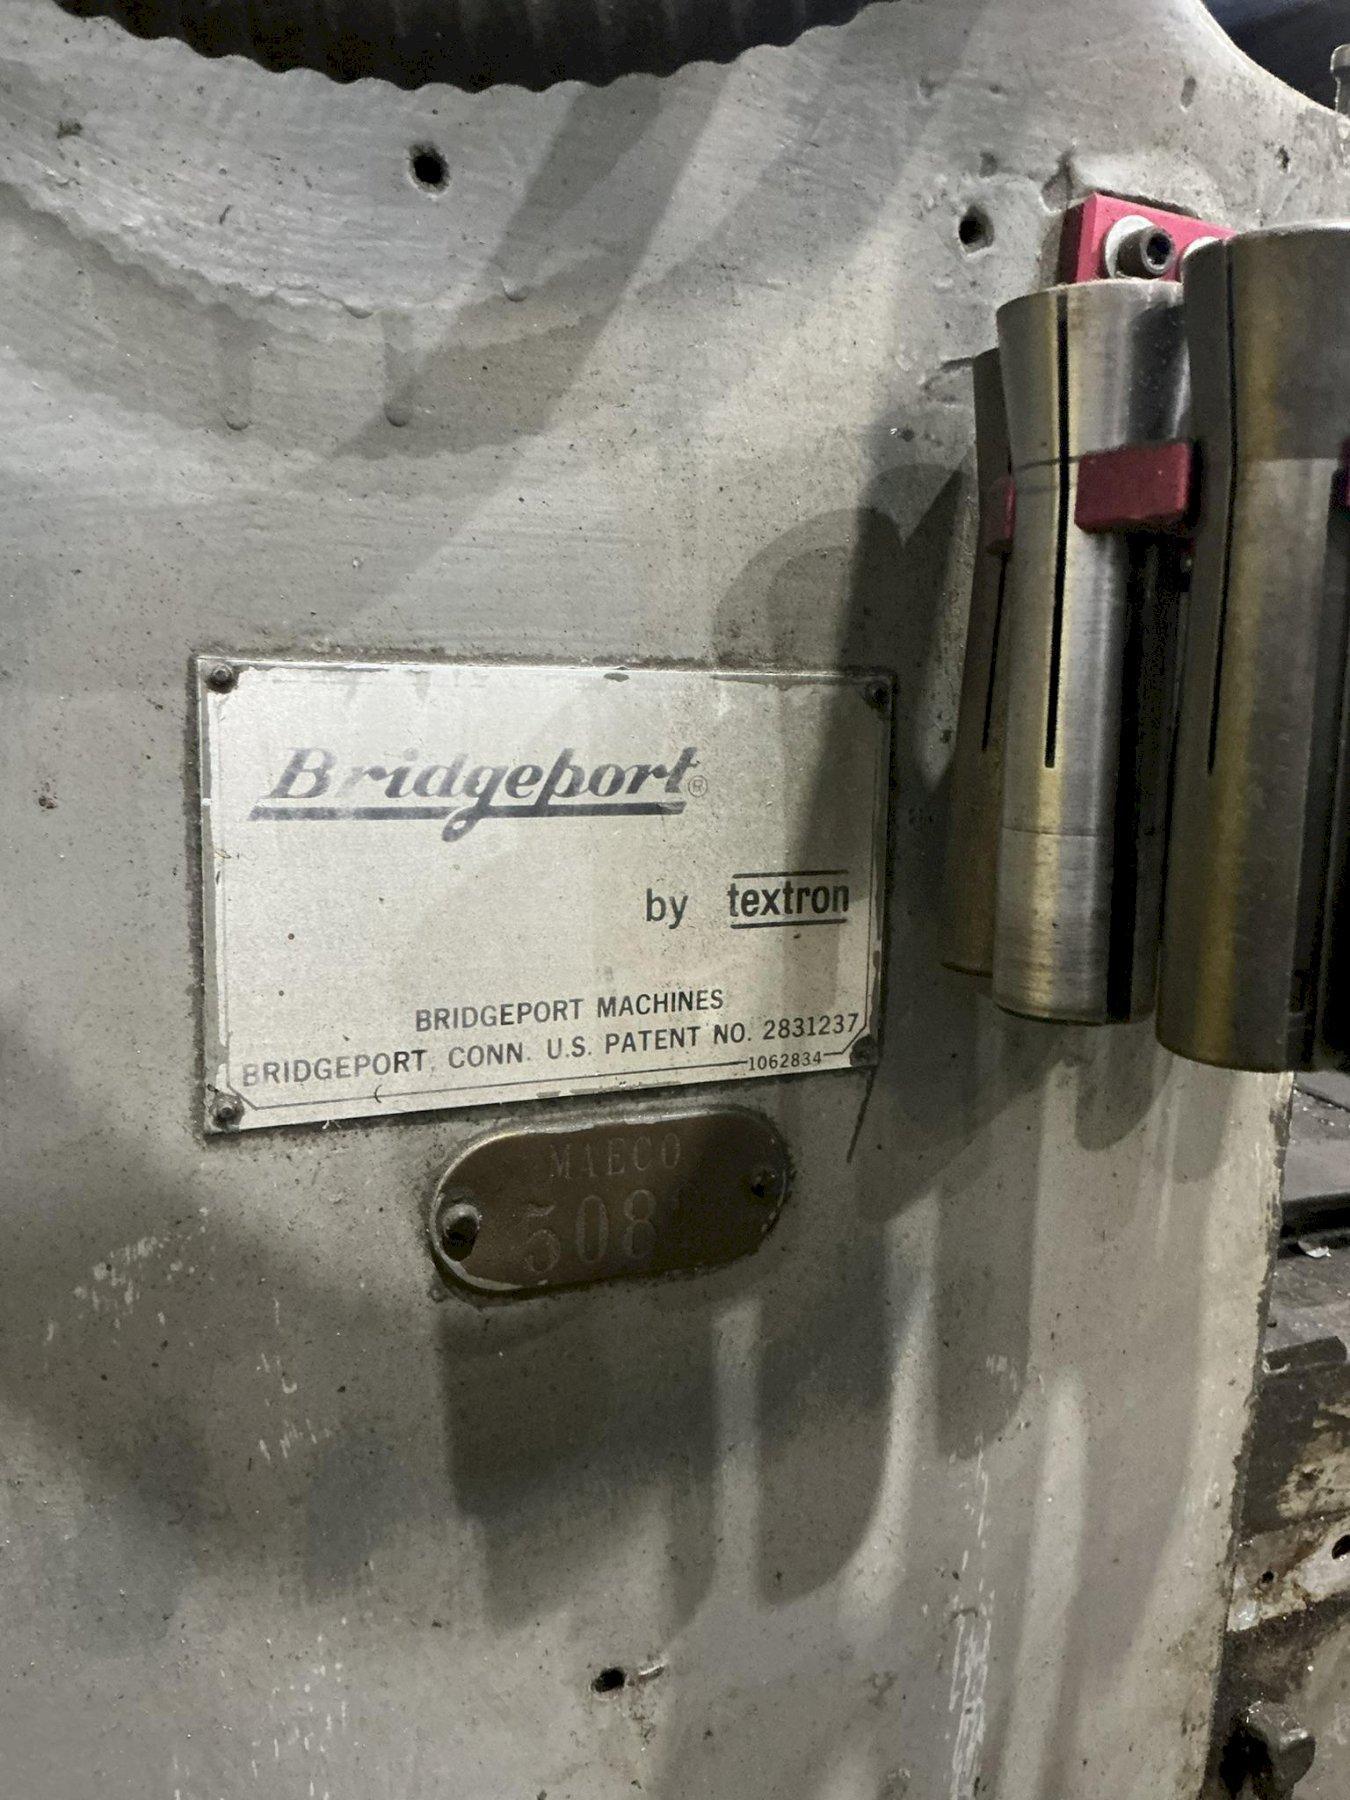 Bridgeport®
by textron
BRIDGEPORT MACHINES
BRIDGEPORT, CONN. U.S. PATENT NO. 2831237
1062834
MAECO
508